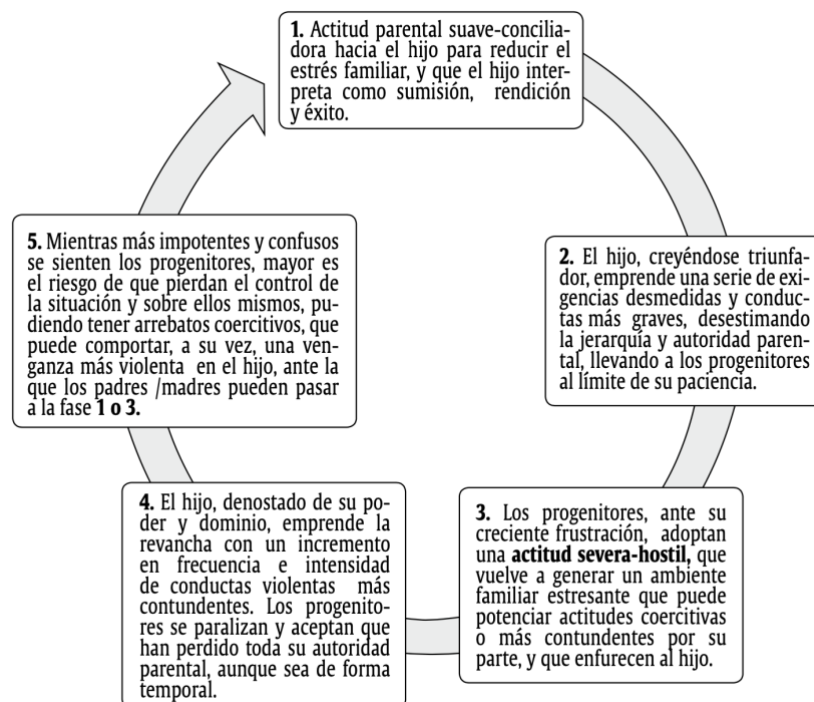 1. Actitud parental suave-concilia-
dora hacia el hijo para reducir el
estrés familiar, y que el hijo inter-
preta como sumisión, rendición
y éxito.
2. El hijo, creyéndose triunfa-
dor, emprende una serie de exi-
gencias desmedidas y conduc-
tas más graves, desestimando
la jerarquía y autoridad paren-
tal, llevando a los progenitores
al límite de su paciencia.
3. Los progenitores, ante su
creciente frustración, adoptan
una actitud severa-hostil, que
vuelve a generar un ambiente
familiar estresante que puede
potenciar actitudes coercitivas
o más contundentes por su
parte, y que enfurecen al hijo.
4. El hijo, denostado de su po-
der y dominio, emprende la
revancha con un incremento
en frecuencia e intensidad
de conductas violentas más
contundentes. Los progenito-
res se paralizan y aceptan que
han perdido toda su autoridad
parental, aunque sea de forma
temporal.
5. Mientras más impotentes y confusos
se sienten los progenitores, mayor es
el riesgo de que pierdan el control de
la situación y sobre ellos mismos, pu-
diendo tener arrebatos coercitivos, que
puede comportar, a su vez, una ven-
ganza más violenta en el hijo, ante la
que los padres /madres pueden pasar
a la fase 1 o 3.